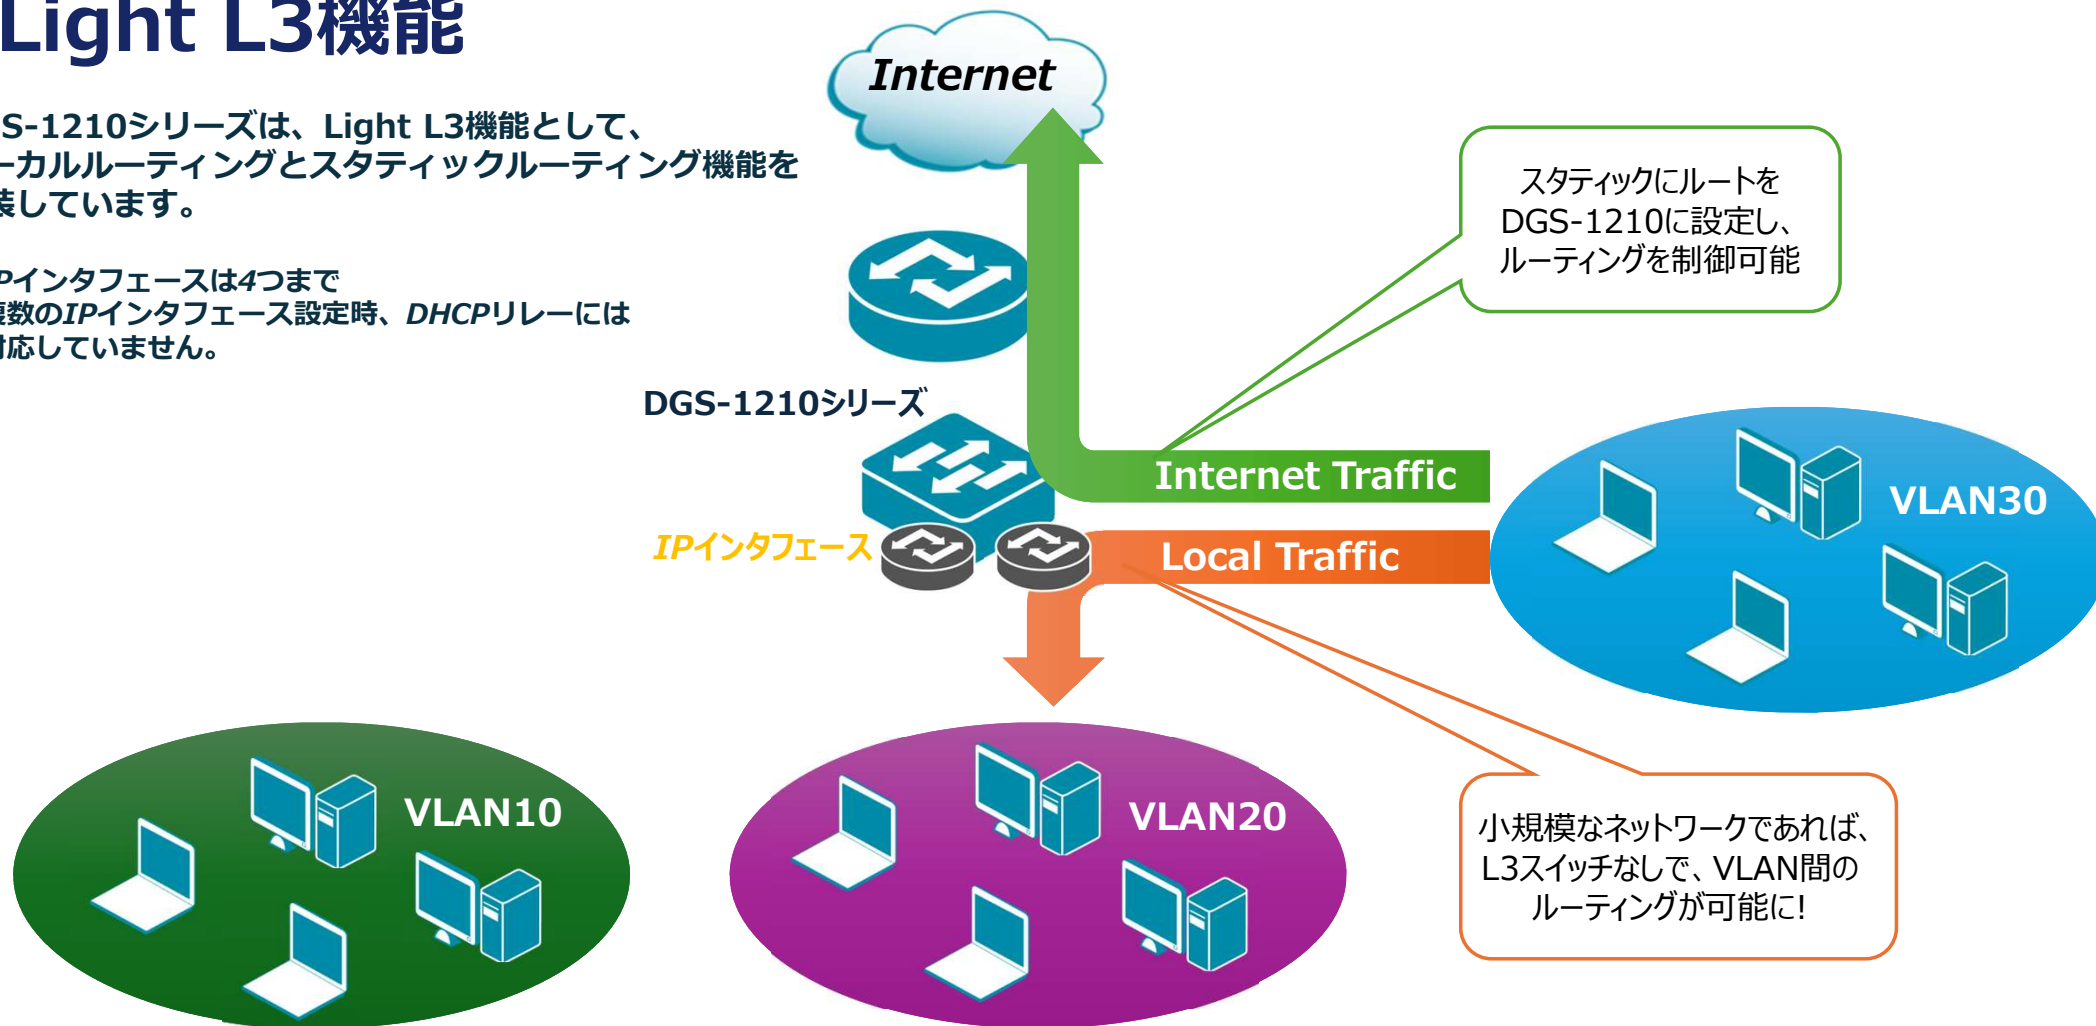 Light L3機能
S-1210シリーズは、Light L3機能として、
ーカルルーティングとスタティックルーティング機能を
装しています。
Pインタフェースは4つまで
複数のIPインタフェース設定時、DHCPリレーには
対応していません。
Internet
スタティックにルートを
DGS-1210に設定し、
ルーティングを制御可能
DGS-1210シリーズ
Internet Traffic
VLAN30
IPインタフェース
Local Traffic
VLAN10
VLAN20
小規模なネットワークであれば、
L3スイッチなしで、VLAN間の
ルーティングが可能に!